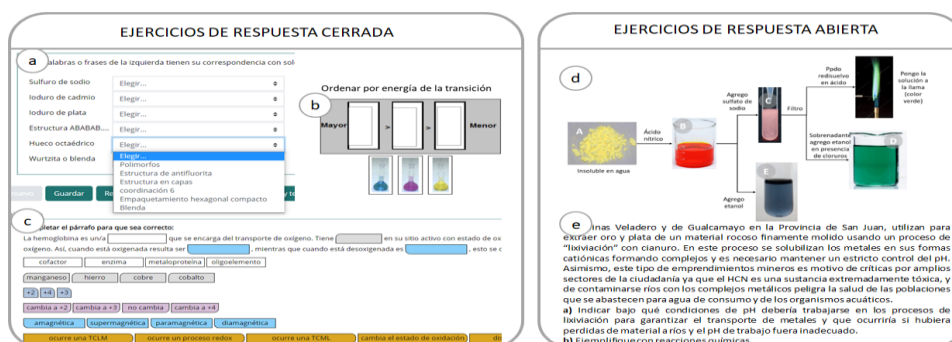 EJERCICIOS DE RESPUESTA CERRADA
a
alabras o frases de la izquierda tienen su correspondencia con sol
Sulfuro de sodio
Elegir...
Ioduro de cadmio
Elegir...
Ioduro de plata
Elegir...
Estructura ABABAB....
Elegir...
Hueco octaédrico
Elegir...
Wurtzita o blenda
Elegir...
Polimorfos
Estructura de antifluorita
Estructura en capas
coordinación 6
Empaquetamiento hexagonal compacto
Blenda
Guardar
b
Ordenar por energía de la transición
Mayor
>
>
Menor
c
pletar el párrafo para que sea correcto:
La hemoglobina es un/a
que se encarga del transporte de oxígeno. Tiene
en su sitio activo con estado de ox
oxígeno. Así, cuando está oxigenada resulta ser
, mientras que cuando está desoxigenada es
, esto se c
cofactor
enzima
metaloproteína
oligoelemento
manganeso
hierro
cobre
cobalto
+2
+4
+3
cambia a +2
cambia a +3
no cambia
cambia a +4
amagnética
supermagnética
paramagnética
diamagnética
ocurre una TCLM
ocurre un proceso redox
ocurre una TCML
cambia el estado de oxidación
EJERCICIOS DE RESPUESTA ABIERTA
d
A
Insoluble en agua
Ácido
nítrico
B
Agrego
sulfato de
sodio
C
Filtro
Ppdo
redisuelvo
en ácido
Pongo la
solución a
la llama
(color
verde)
Sobrenadante
agrego etanol
en presencia
de cloruros
D
Agrego
etanol
E
e
inas Veladero y de Gualcamayo en la Provincia de San Juan, utilizan para
extraer oro y plata de un material rocoso finamente molido usando un proceso de
“lixiviación” con cianuro. En este proceso se solubilizan los metales en sus formas
catiónicas formando complejos y es necesario mantener un estricto control del pH.
Asimismo, este tipo de emprendimientos mineros es motivo de críticas por amplios
sectores de la ciudadanía ya que el HCN es una sustancia extremadamente tóxica, y
de contaminarse ríos con los complejos metálicos peligra la salud de las poblaciones
que se abastecen para agua de consumo y de los organismos acuáticos.
a) Indicar bajo qué condiciones de pH debería trabajarse en los procesos de
lixiviación para garantizar el transporte de metales y que ocurriría si hubiera
perdidas de material a ríos y el pH de trabajo fuera inadecuado.
b) Ejemplifique con reacciones químicas.